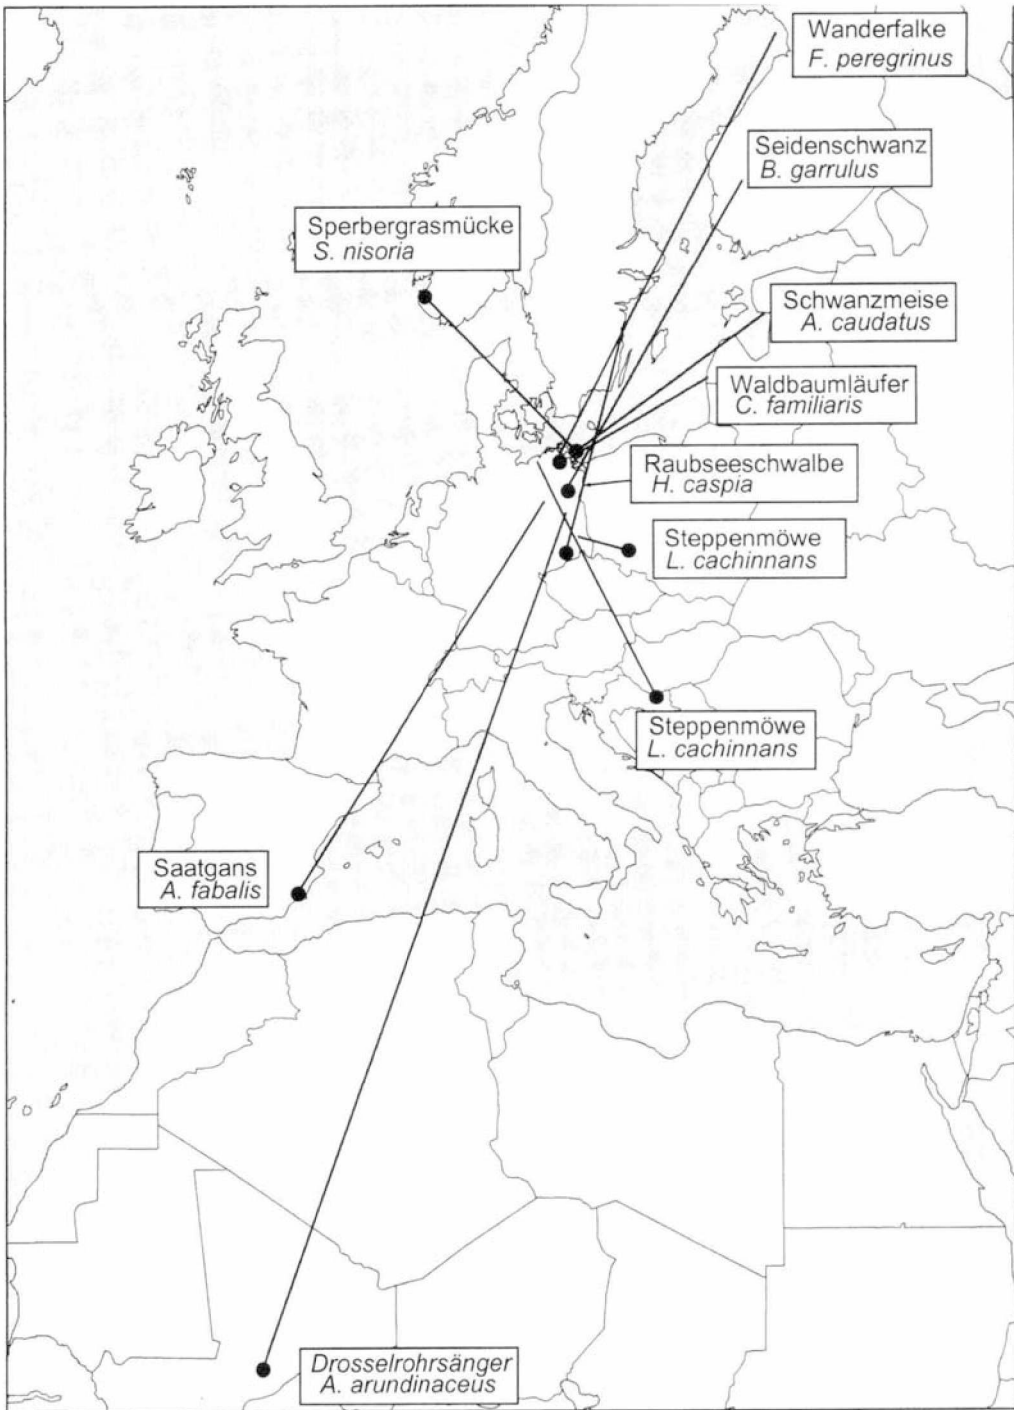 Wanderfalke
F. peregrinus
Seidenschwanz
B. garrulus
Sperbergrasmücke
S. nisoria
Schwanzmeise
A. caudatus
Waldbaumläufer
C. familiaris
Raubseeschwalbe
H. caspia
Steppenmöwe
L. cachinnans
Steppenmöwe
L. cachinnans
Saatgans
A. fabalis
Drosselrohrsänger
A. arundinaceus